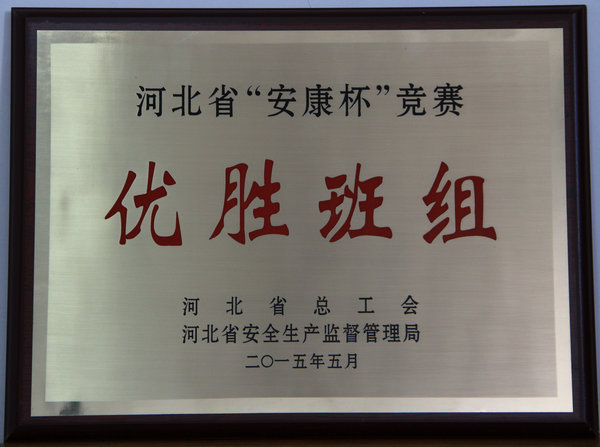 河北省“安康杯”竞赛
优胜班组
河北省总工会
河北省安全生产监督管理局
二〇一五年五月